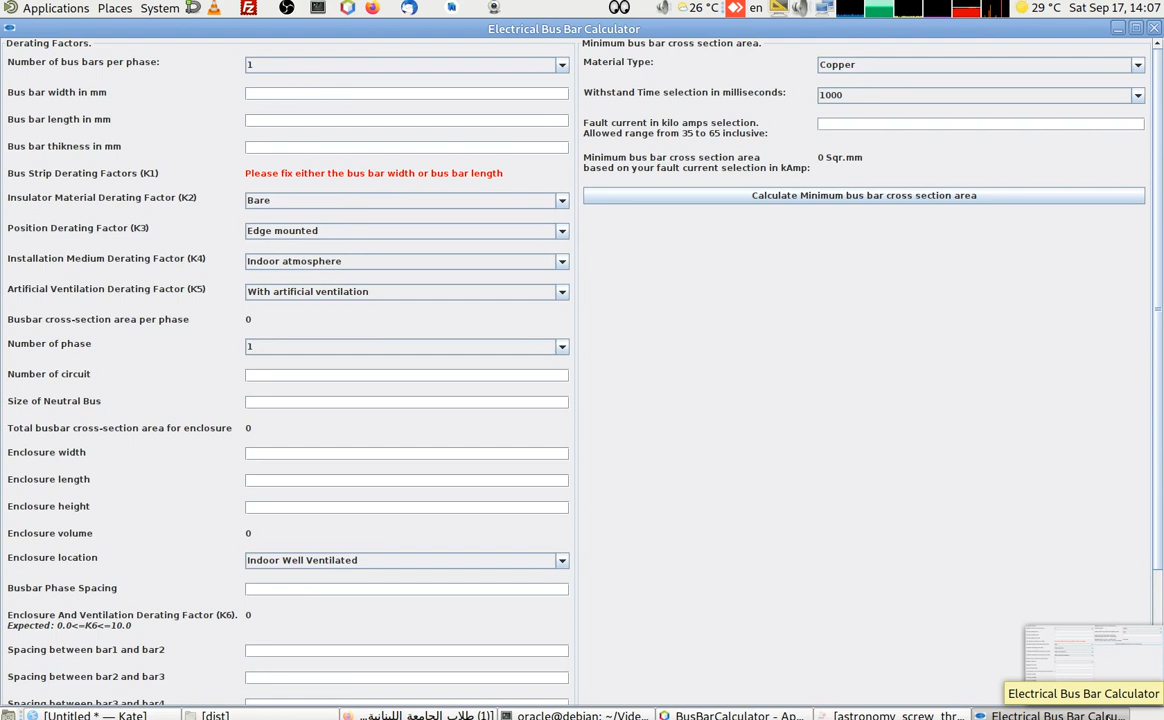 Applications Places System 26 °C en 29 °C Sat Sep 17, 14:07
Electrical Bus Bar Calculator
Derating Factors.
Number of bus bars per phase: 1
Bus bar width in mm
Bus bar length in mm
Bus bar thikness in mm
Bus Strip Derating Factors (K1) Please fix either the bus bar width or bus bar length
Insulator Material Derating Factor (K2) Bare
Position Derating Factor (K3) Edge mounted
Installation Medium Derating Factor (K4) Indoor atmosphere
Artificial Ventilation Derating Factor (K5) With artificial ventilation
Busbar cross-section area per phase 0
Number of phase 1
Number of circuit
Size of Neutral Bus
Total busbar cross-section area for enclosure 0
Enclosure width
Enclosure length
Enclosure height
Enclosure volume 0
Enclosure location Indoor Well Ventilated
Busbar Phase Spacing
Enclosure And Ventilation Derating Factor (K6). 0
Expected: 0.0<=K6<=10.0
Spacing between bar1 and bar2
Spacing between bar2 and bar3
Spacing between bar3 and bar4
Minimum bus bar cross section area.
Material Type: Copper
Withstand Time selection in milliseconds: 1000
Fault current in kilo amps selection.
Allowed range from 35 to 65 inclusive:
Minimum bus bar cross section area 0 Sqr.mm
based on your fault current selection in kAmp:
Calculate Minimum bus bar cross section area
Electrical Bus Bar Calculator
[Untitled * — Kate] [dist] (1) طلاب الجامعة اللبنانية... oracle@debian: ~/Vide... BusBarCalculator - Ap... [astronomy_screw_thr... Electrical Bus Bar Calcu...